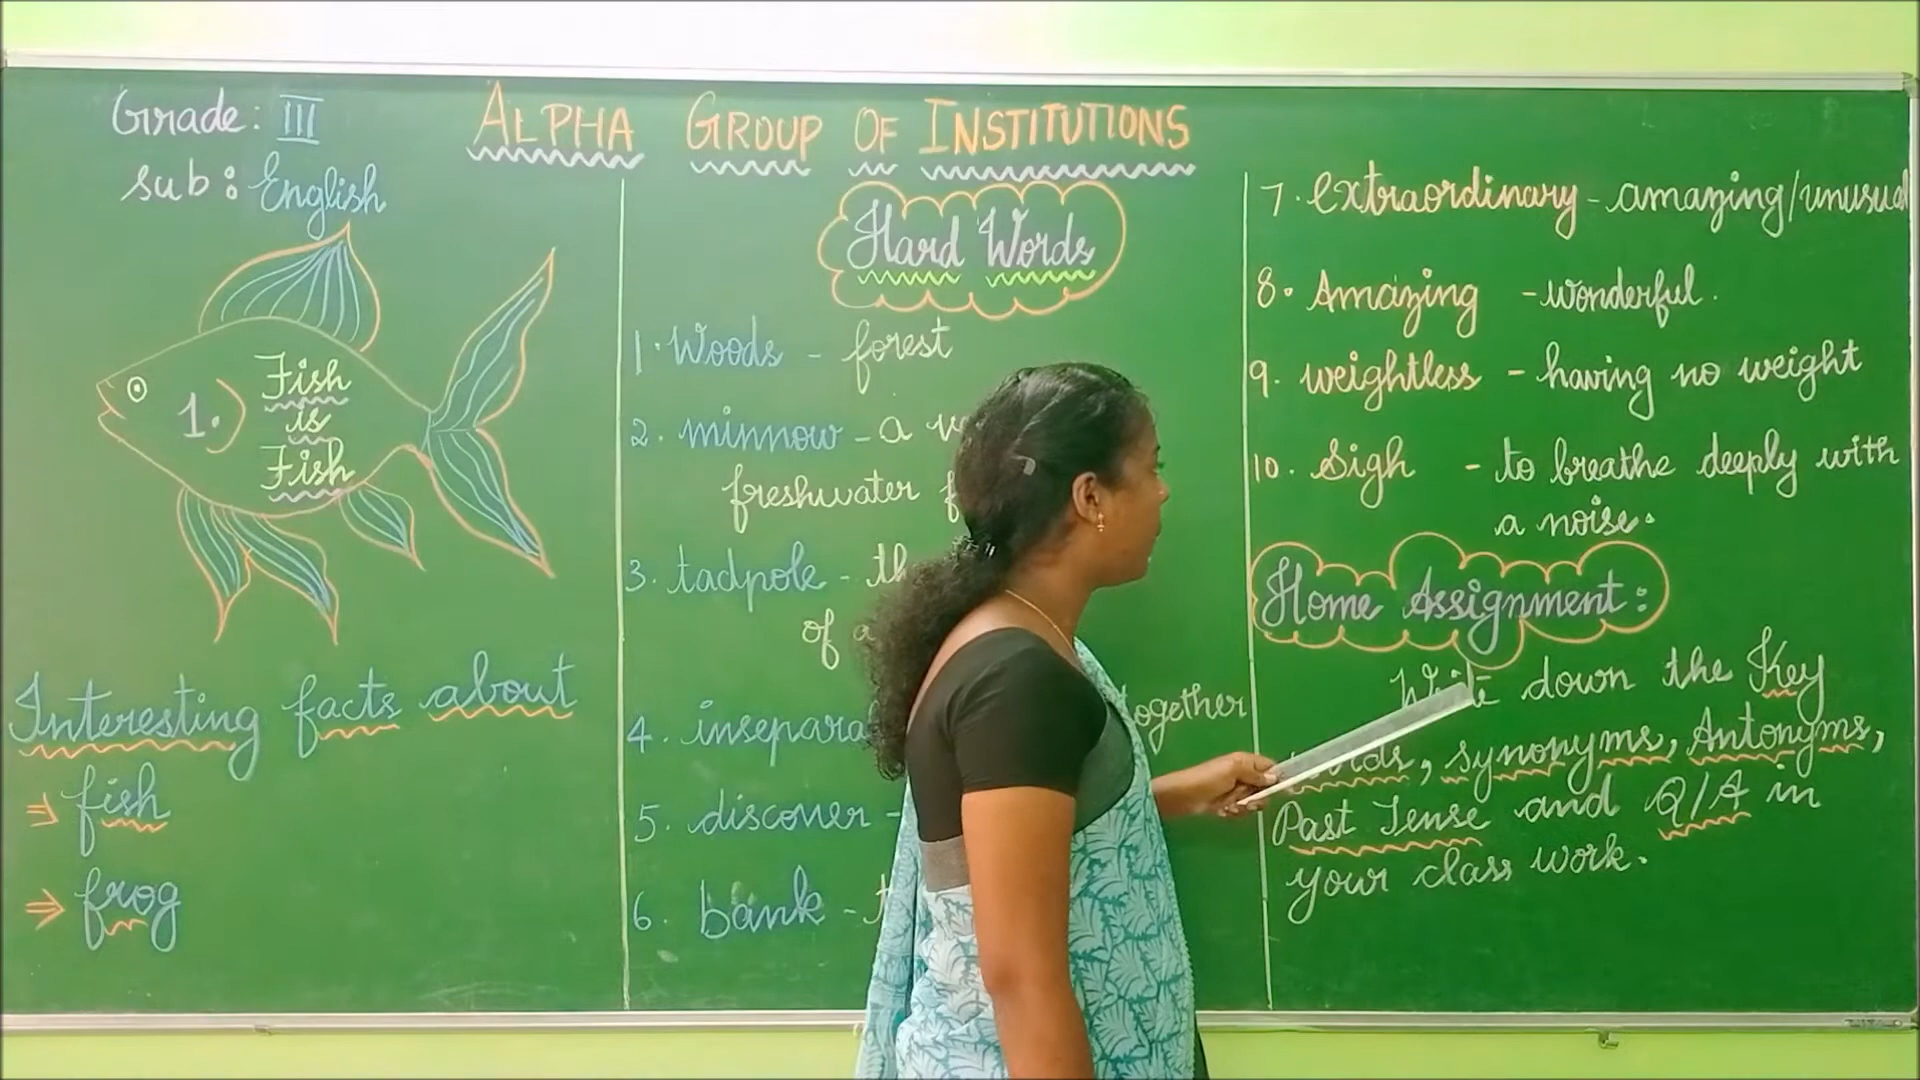 Grade: III
Sub: English
ALPHA GROUP OF INSTITUTIONS
1. Fish
is
Fish
Interesting facts about
⇒ fish
⇒ frog
Hard Words
1. Woods - forest
2. minnow - a
freshwater
3. tadpole -
of
4. together
5. discover -
6. bank -
7. extraordinary - amazing/unusual
8. Amazing - wonderful.
9. weightless - having no weight
10. Sigh - to breathe deeply with
a noise.
Home Assignment:
Write down the Key
synonyms, Antonyms,
Past Tense and Q/A in
your class work.